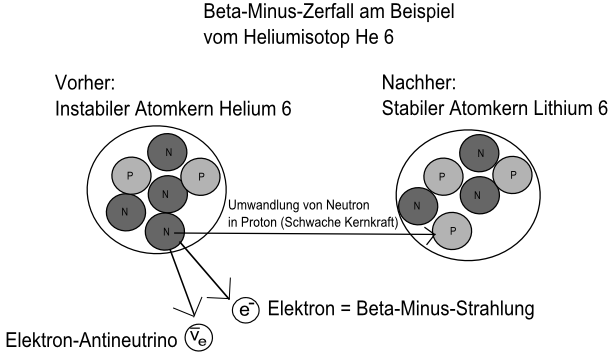 Beta-Minus-Zerfall am Beispiel
vom Heliumisotop He 6
Vorher:
Instabiler Atomkern Helium 6
Nachher:
Stabiler Atomkern Lithium 6
N
P
P
N
N
N
Umwandlung von Neutron
in Proton (Schwache Kernkraft)
N
P
P
N
N
P
e⁻
Elektron = Beta-Minus-Strahlung
Elektron-Antineutrino ν̅e